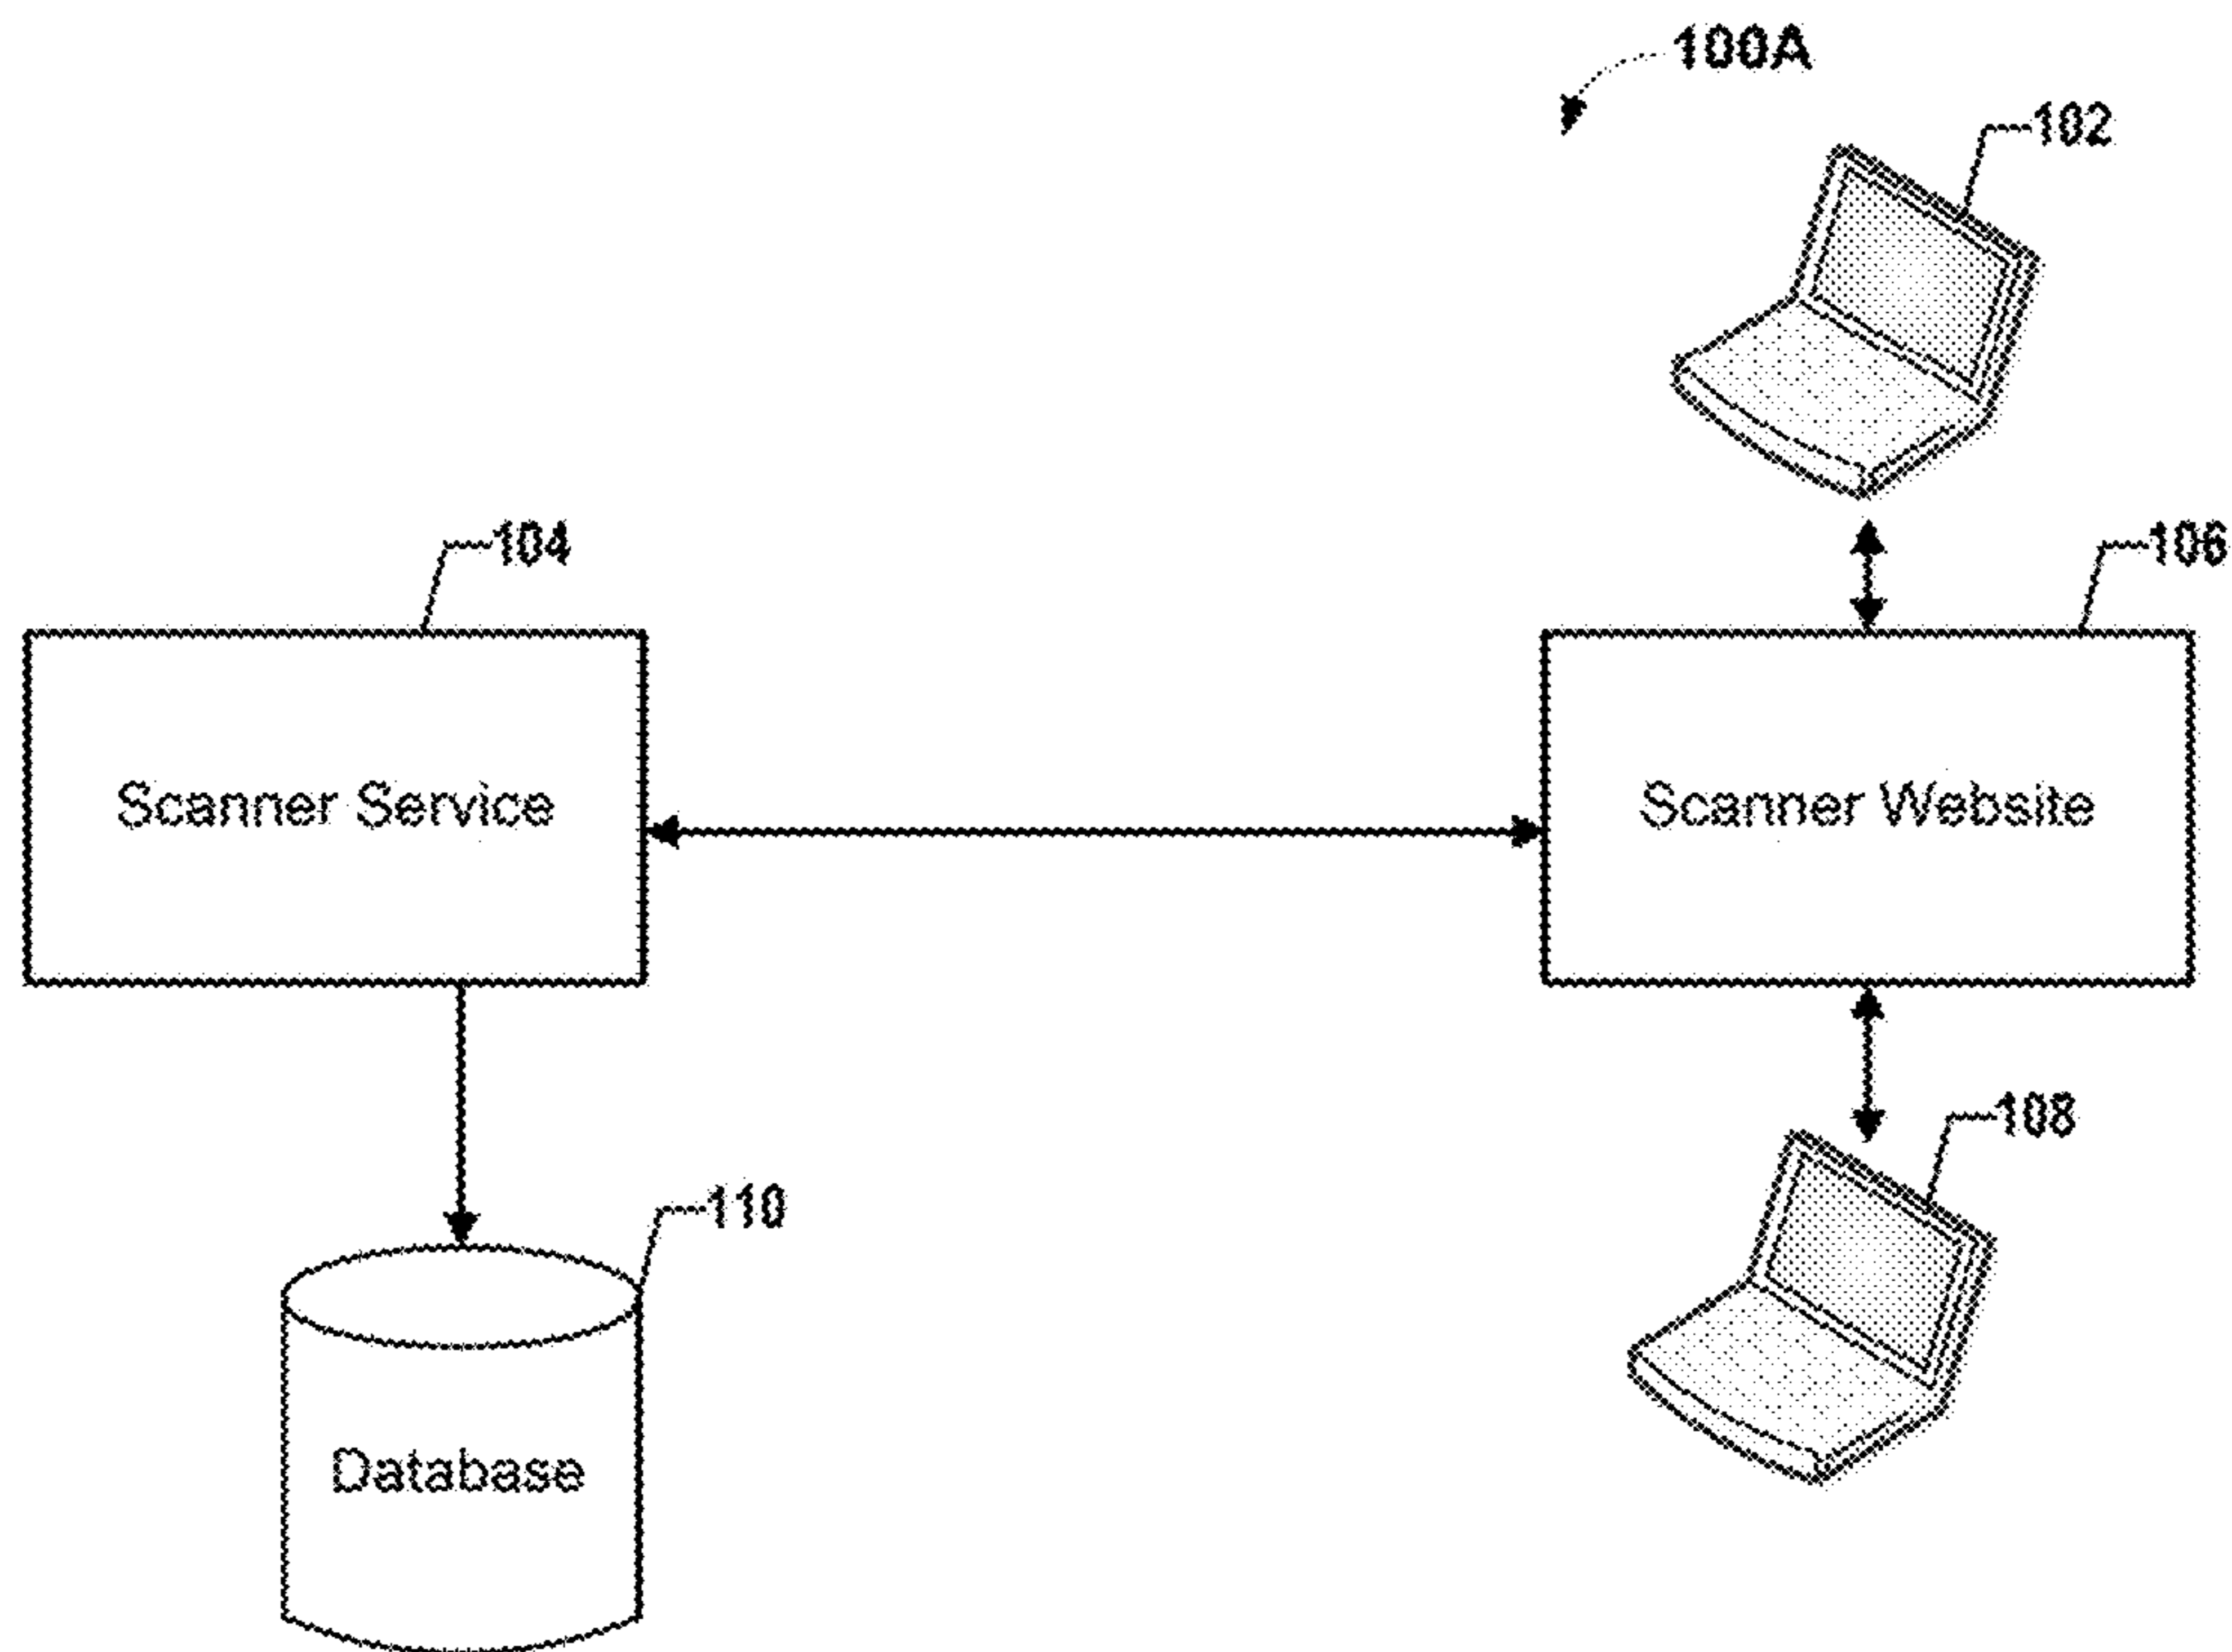 100A
102
104
106
Scanner Service
Scanner Website
108
110
Database